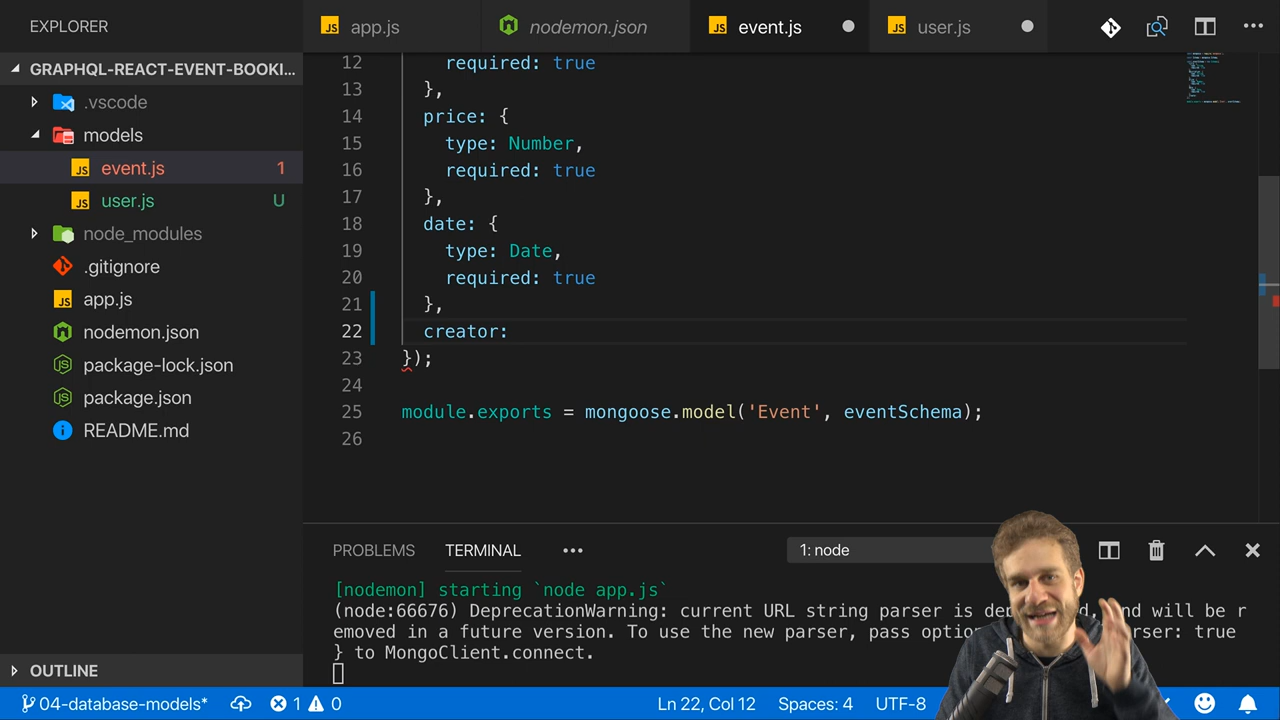 EXPLORER
app.js
nodemon.json
event.js
user.js
GRAPHQL-REACT-EVENT-BOOKI...
.vscode
models
event.js 1
user.js U
node_modules
.gitignore
app.js
nodemon.json
package-lock.json
package.json
README.md
OUTLINE
12 required: true
13 },
14 price: {
15 type: Number,
16 required: true
17 },
18 date: {
19 type: Date,
20 required: true
21 },
22 creator:
23 });
24
25 module.exports = mongoose.model('Event', eventSchema);
26
PROBLEMS TERMINAL ••• 1: node
[nodemon] starting `node app.js`
(node:66676) DeprecationWarning: current URL string parser is and will be r
emoved in a future version. To use the new parser, pass true
} to MongoClient.connect.
04-database-models* 1 0 Ln 22, Col 12 Spaces: 4 UTF-8